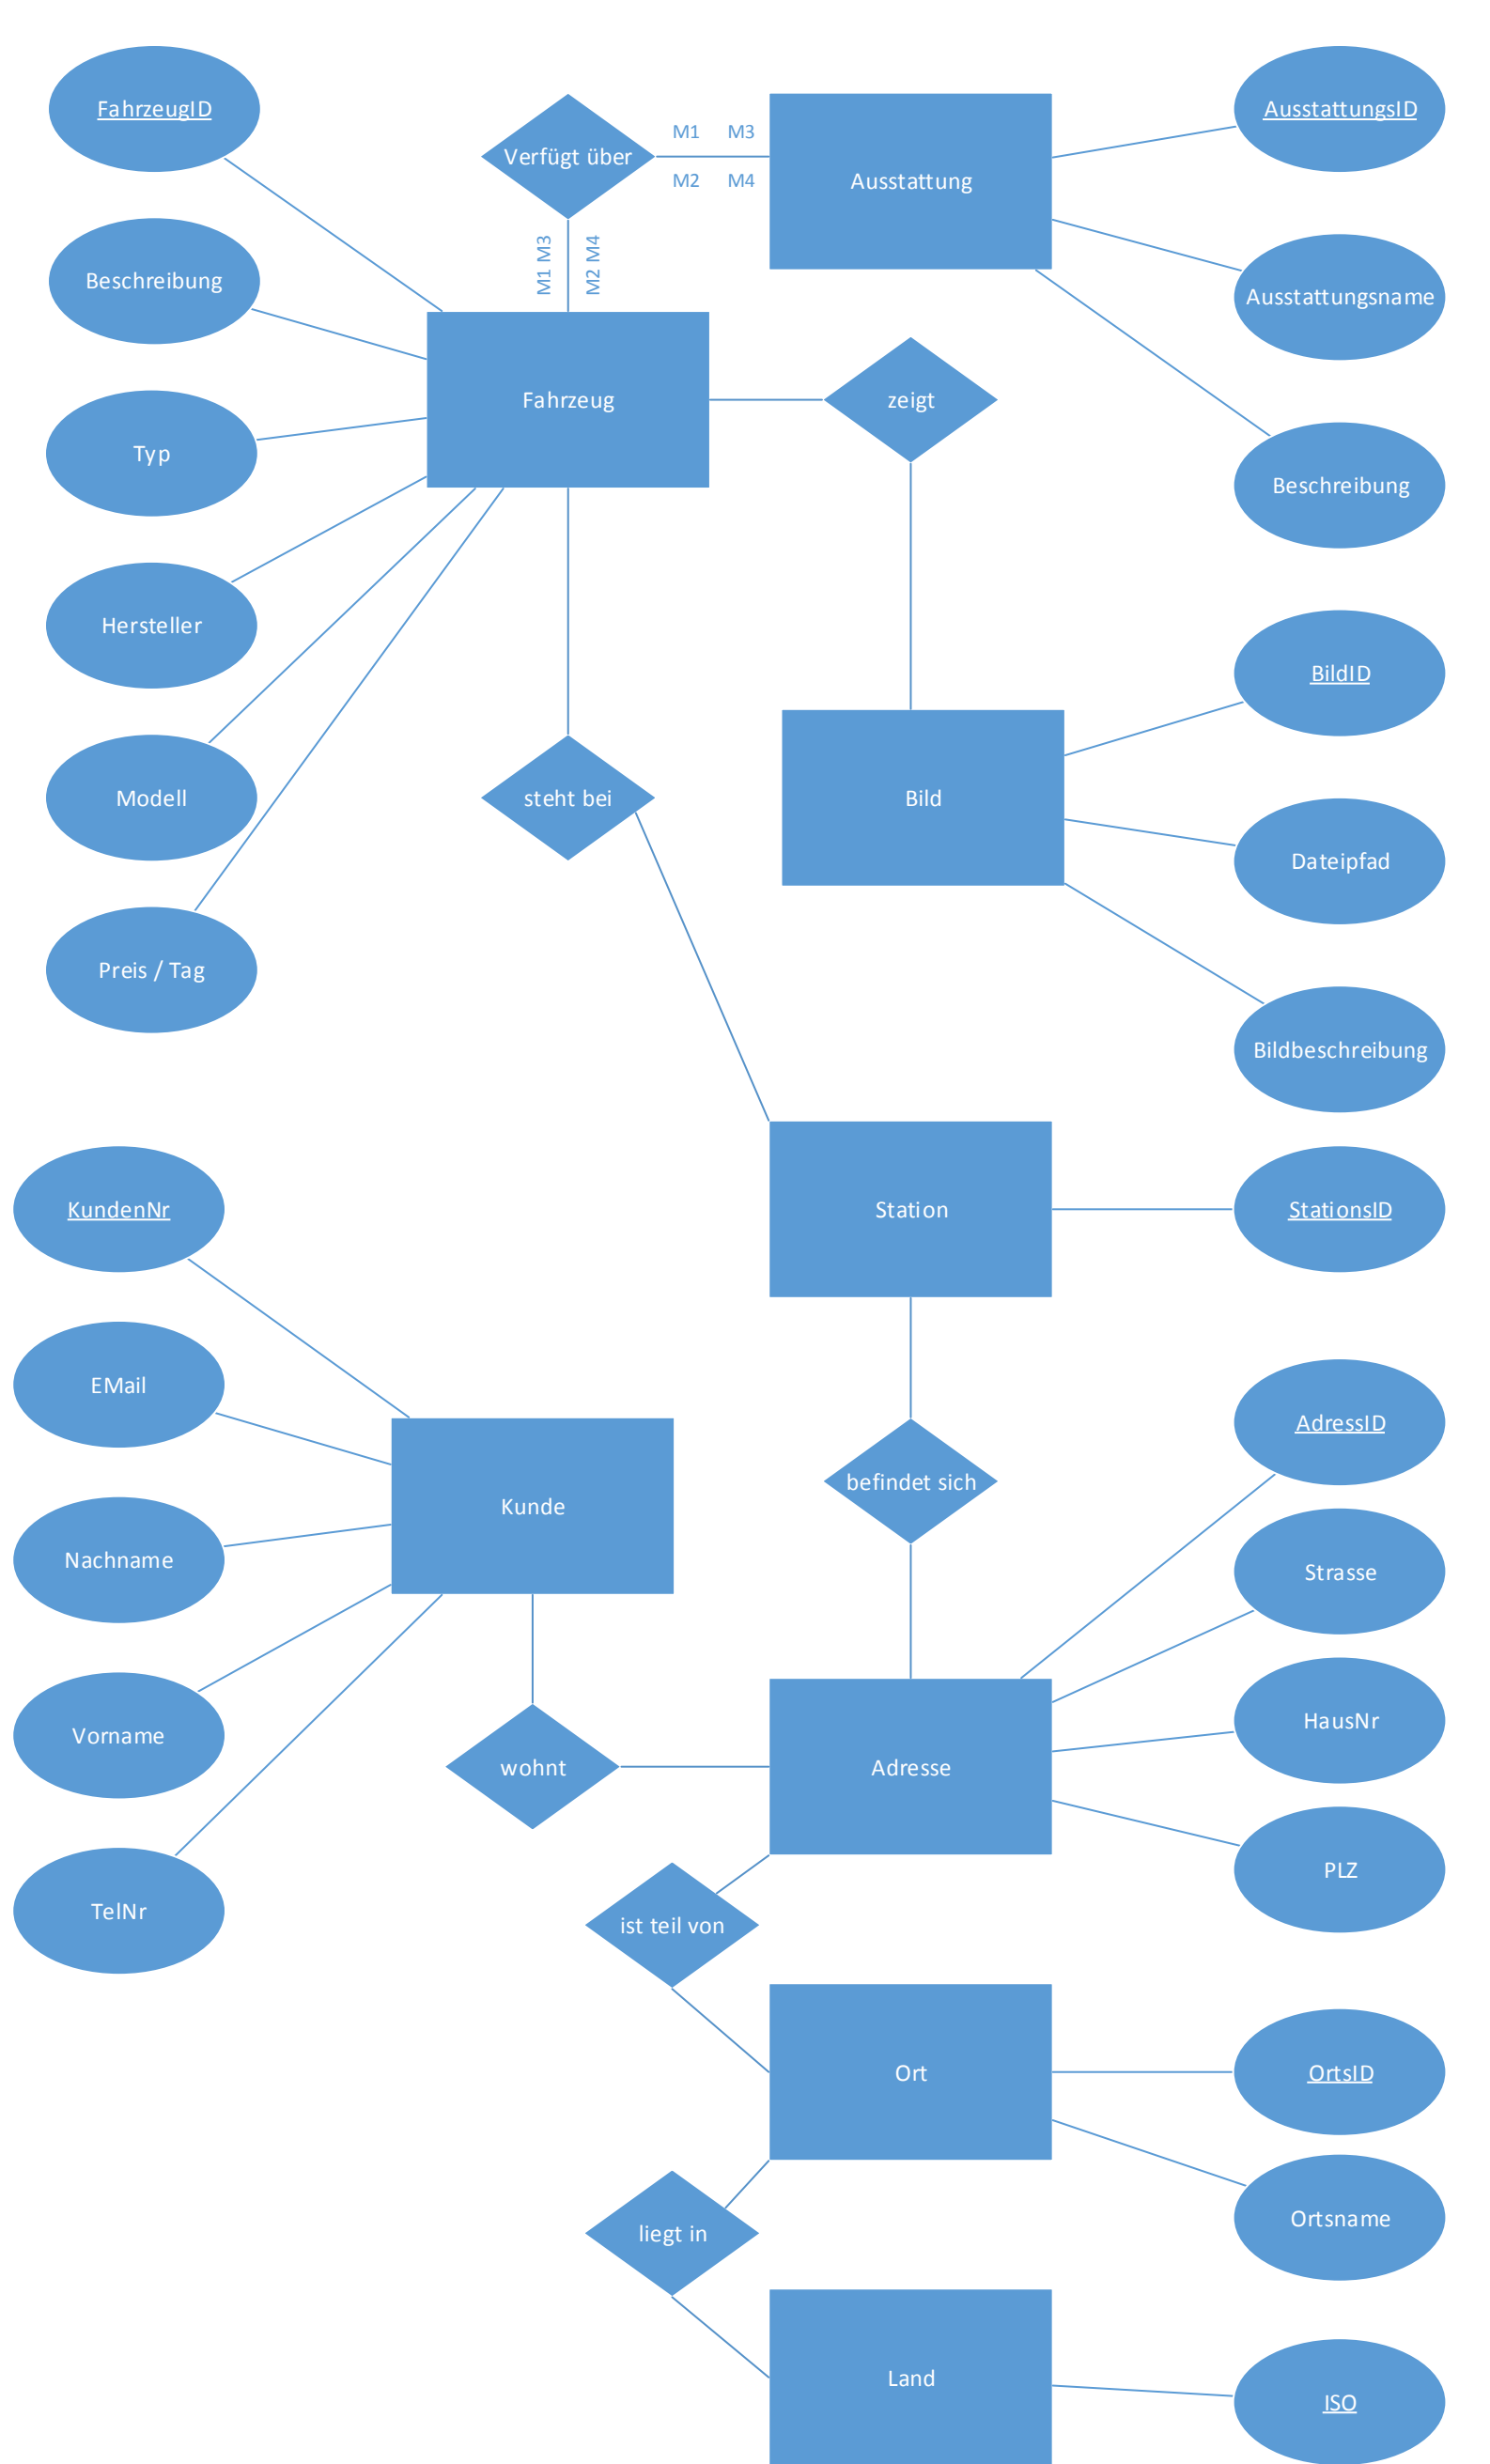 FahrzeugID
Verfügt über
M1 M3
M2 M4
Ausstattung
AusstattungsID
Beschreibung
M1 M3
M2 M4
Ausstattungsname
Fahrzeug
zeigt
Typ
Beschreibung
Hersteller
BildID
Modell
steht bei
Bild
Dateipfad
Preis / Tag
Bildbeschreibung
KundenNr
Station
StationsID
EMail
AdressID
Kunde
befindet sich
Nachname
Strasse
Vorname
HausNr
wohnt
Adresse
PLZ
TelNr
ist teil von
Ort
OrtsID
Ortsname
liegt in
Land
ISO